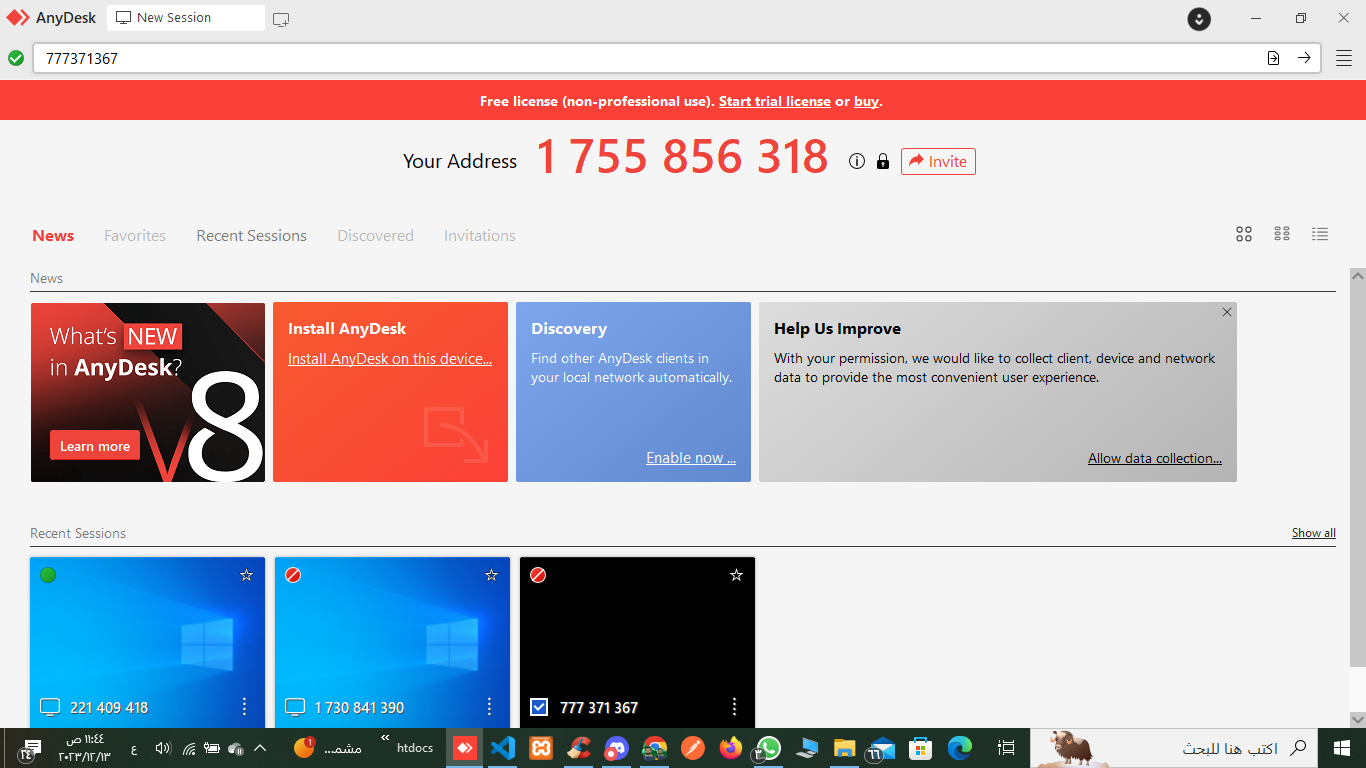 AnyDesk
New Session
777371367
Free license (non-professional use). Start trial license or buy.
Your Address
1 755 856 318
Invite
News
Favorites
Recent Sessions
Discovered
Invitations
News
What's NEW
in AnyDesk?
V8
Learn more
Install AnyDesk
Install AnyDesk on this device...
Discovery
Find other AnyDesk clients in
your local network automatically.
Enable now ...
Help Us Improve
With your permission, we would like to collect client, device and network
data to provide the most convenient user experience.
Allow data collection...
Recent Sessions
Show all
221 409 418
1 730 841 390
777 371 367
اكتب هنا للبحث
٦٦
٣
htdocs
مشمـ...
1
ع
١١:٤٤ ص
٢٠٢٣/١٢/١٣